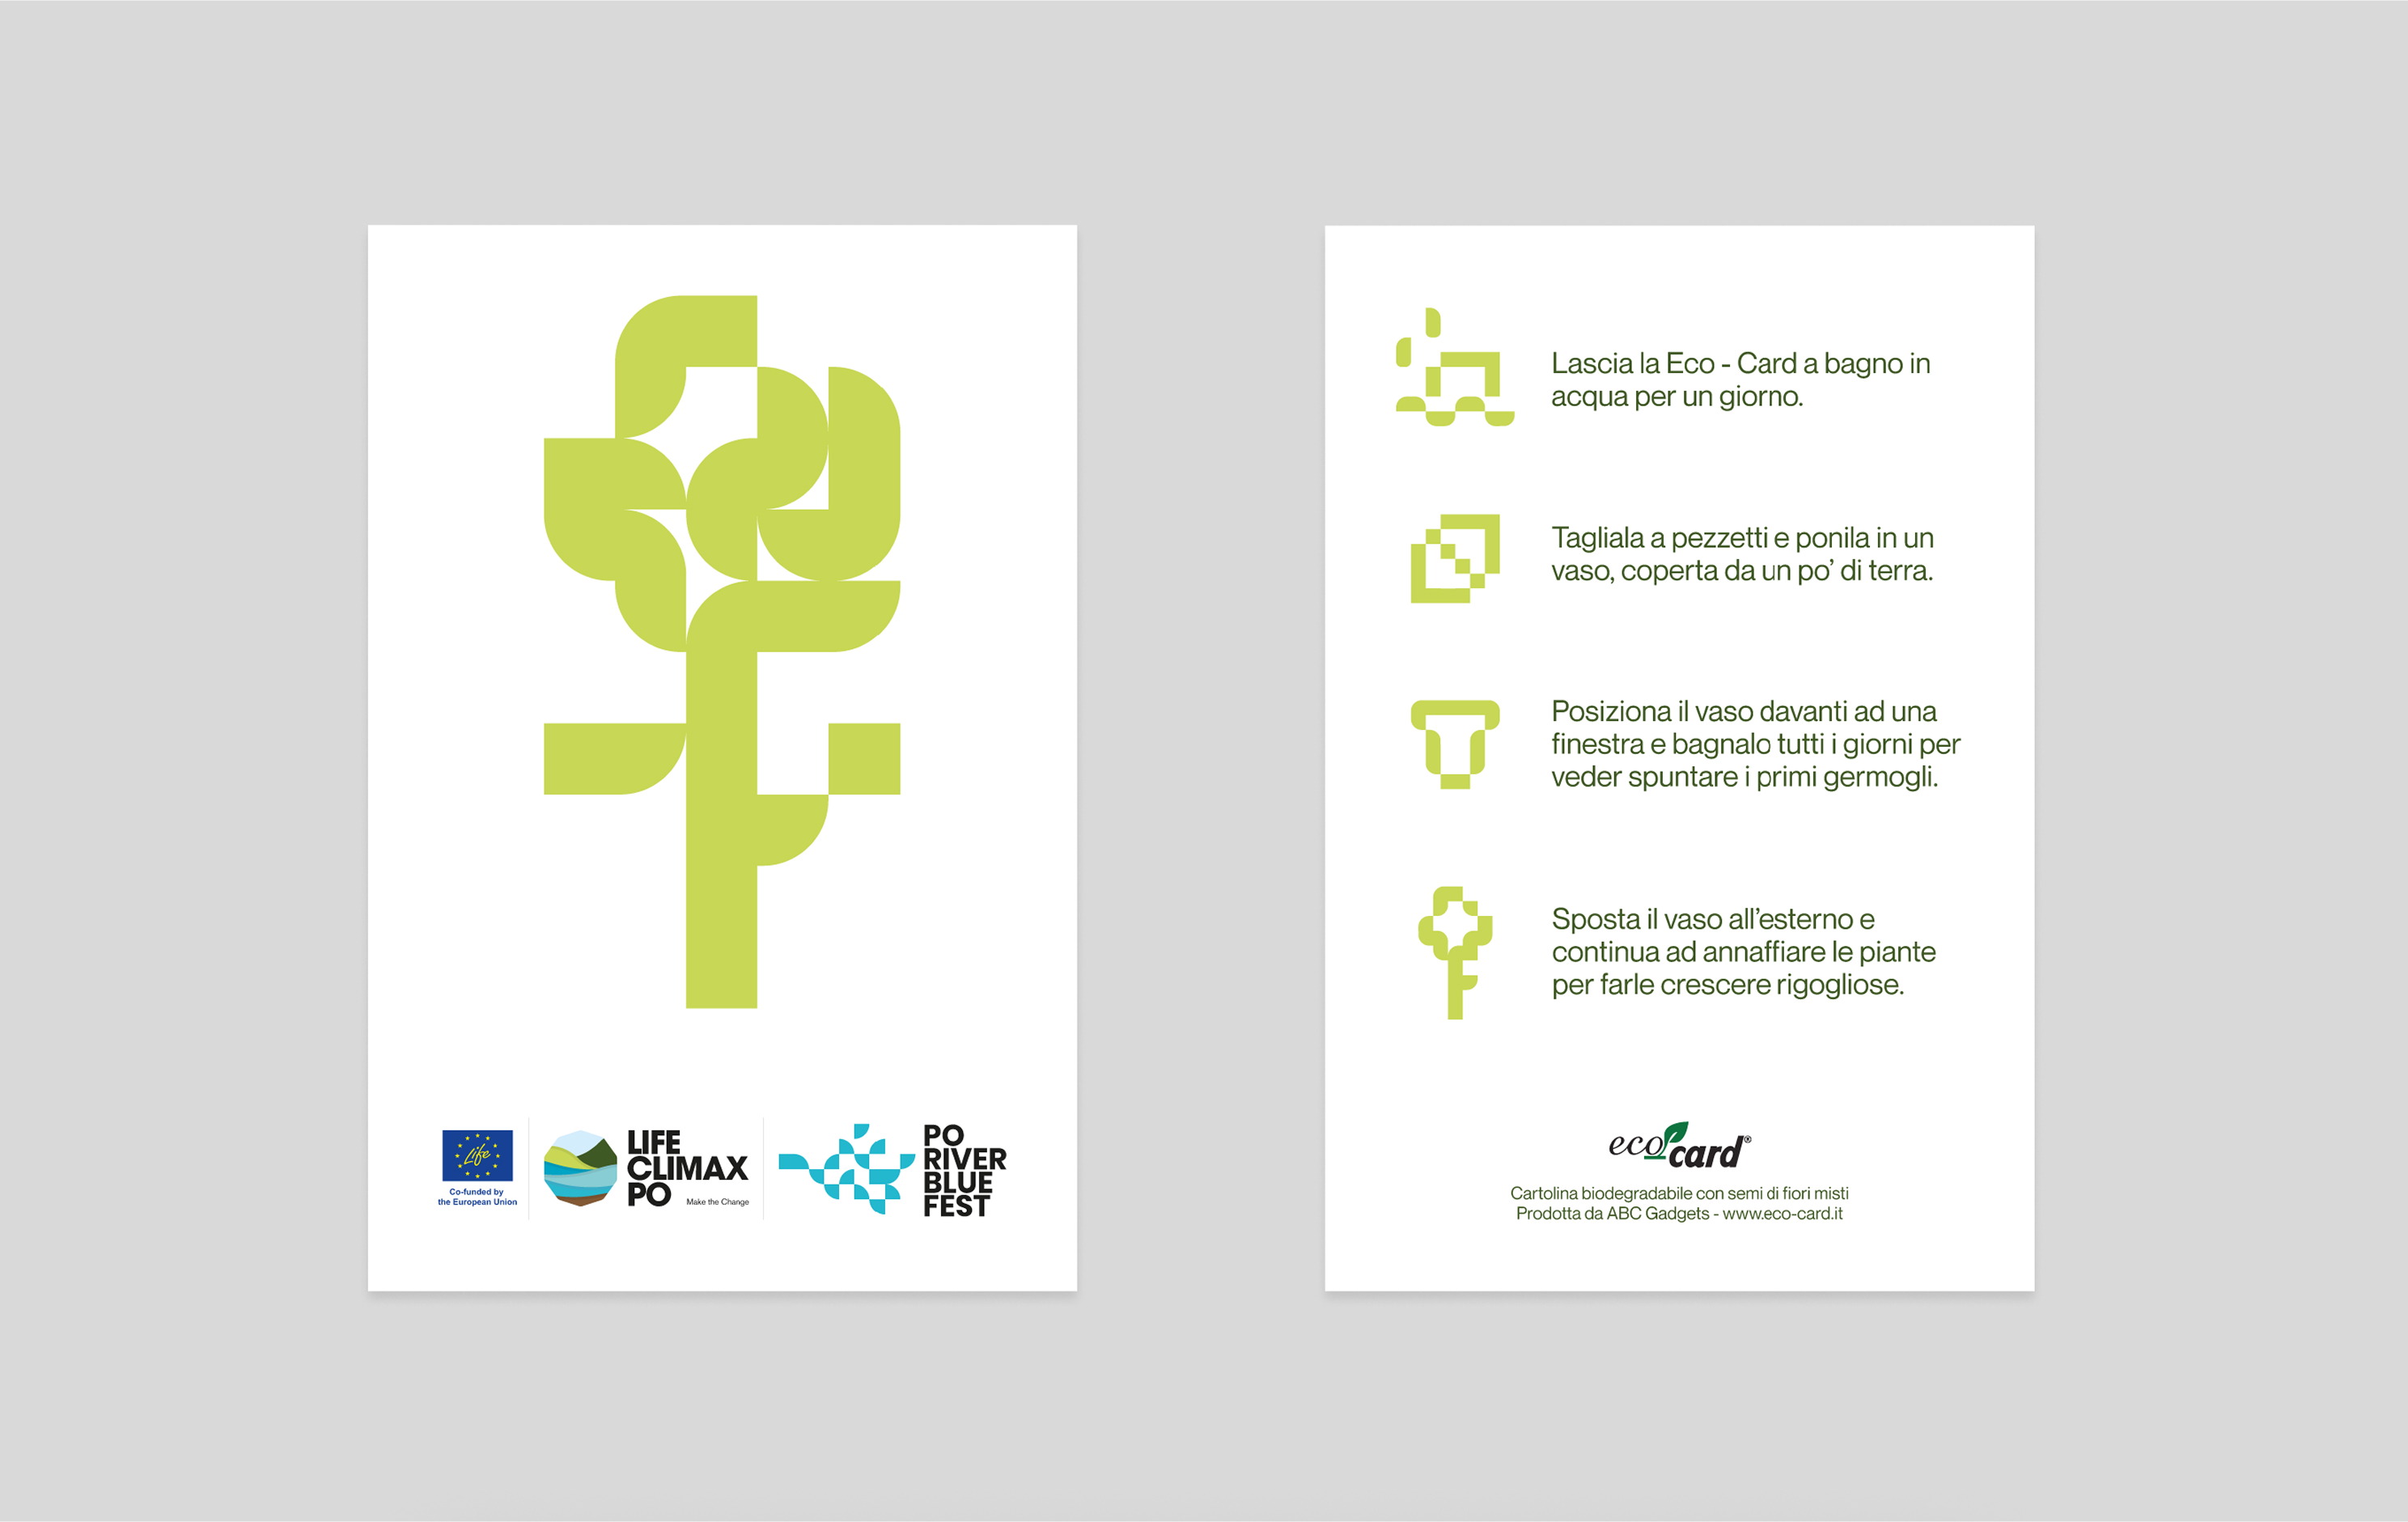 Life
Co-funded by
the European Union
LIFE
CLIMAX
PO
Make the Change
PO
RIVER
BLUE
FEST
Lascia la Eco - Card a bagno in
acqua per un giorno.
Tagliala a pezzetti e ponila in un
vaso, coperta da un po’ di terra.
Posiziona il vaso davanti ad una
finestra e bagnalo tutti i giorni per
veder spuntare i primi germogli.
Sposta il vaso all’esterno e
continua ad annaffiare le piante
per farle crescere rigogliose.
eco card®
Cartolina biodegradabile con semi di fiori misti
Prodotta da ABC Gadgets - www.eco-card.it